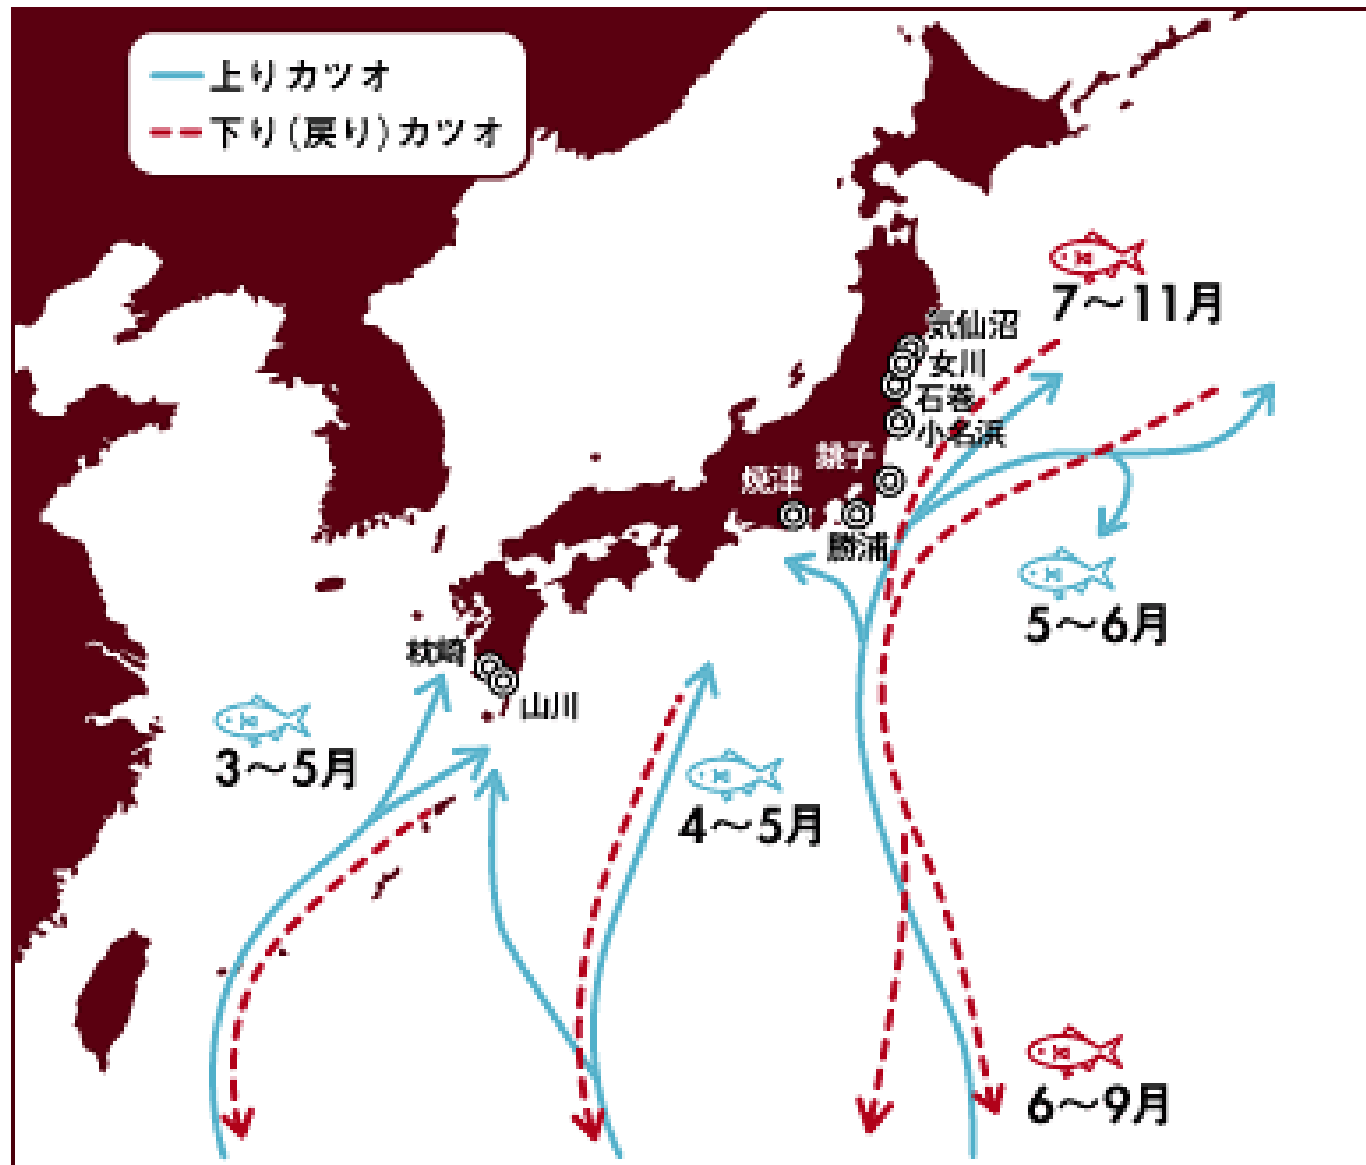 上りカツオ
下り(戻り)カツオ
7〜11月
気仙沼
女川
石巻
小名浜
銚子
焼津
勝浦
5〜6月
枕崎
山川
3〜5月
4〜5月
6〜9月